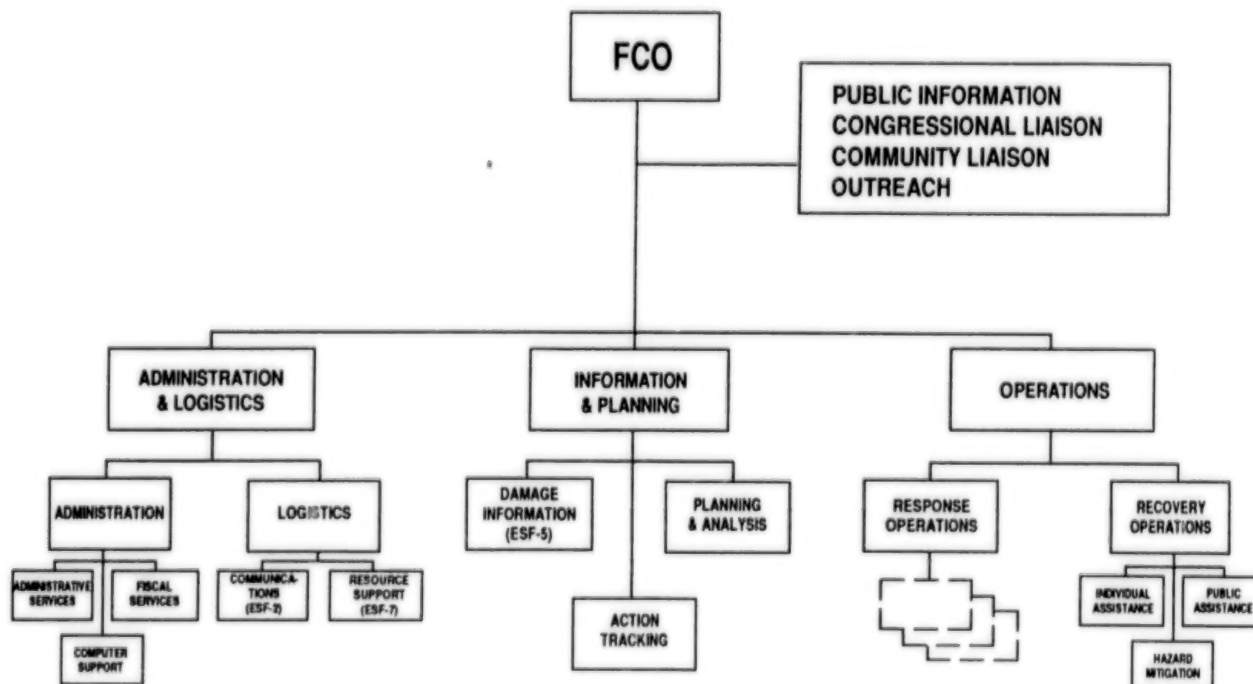 FCO
PUBLIC INFORMATION
CONGRESSIONAL LIAISON
COMMUNITY LIAISON
OUTREACH
ADMINISTRATION
& LOGISTICS
INFORMATION
& PLANNING
OPERATIONS
ADMINISTRATION
LOGISTICS
DAMAGE
INFORMATION
(ESF-5)
PLANNING
& ANALYSIS
RESPONSE
OPERATIONS
RECOVERY
OPERATIONS
ADMINISTRATIVE
SERVICES
FISCAL
SERVICES
COMMUNICA-
TIONS
(ESF-2)
RESOURCE
SUPPORT
(ESF-7)
INDIVIDUAL
ASSISTANCE
PUBLIC
ASSISTANCE
COMPUTER
SUPPORT
ACTION
TRACKING
HAZARD
MITIGATION